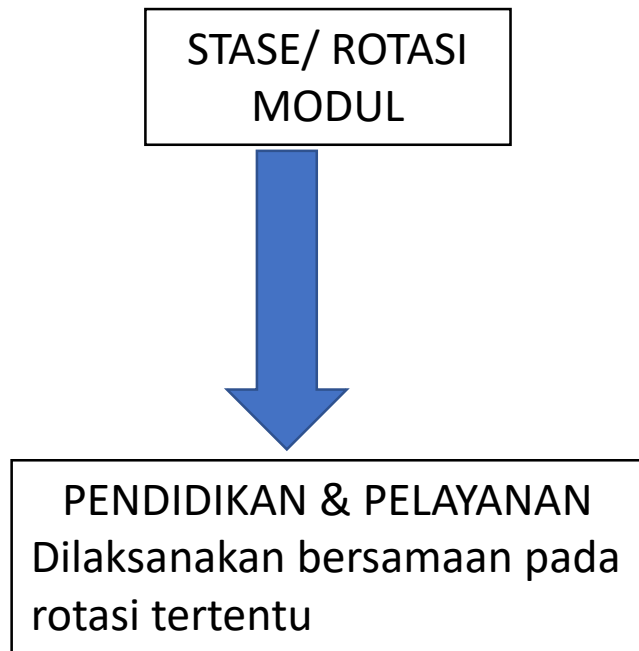 STASE/ ROTASI
MODUL
PENDIDIKAN & PELAYANAN
Dilaksanakan bersamaan pada
rotasi tertentu